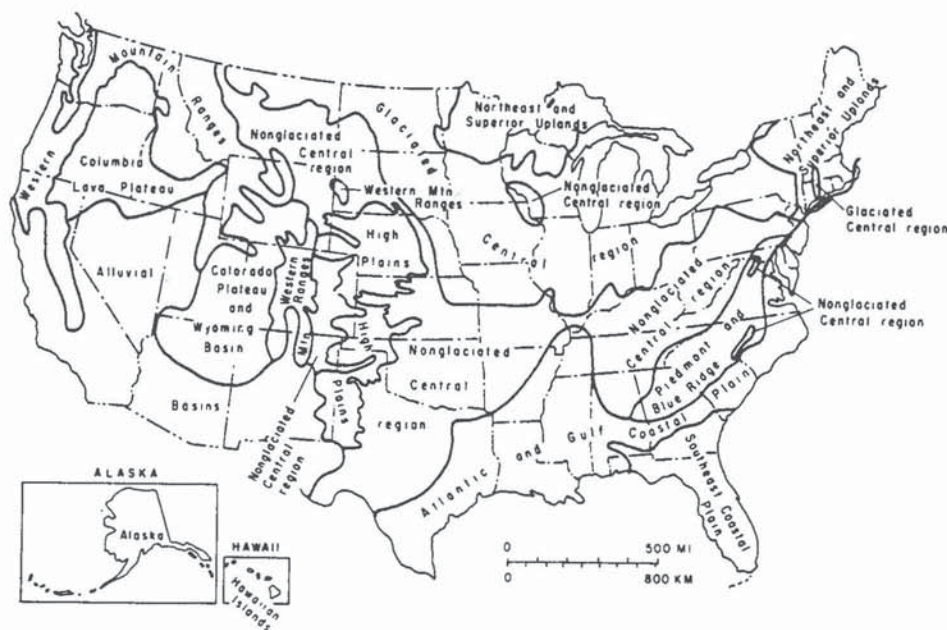 Western
Mountain
Ranges
Columbia
Lava Plateau
Nonglaciated
Central
region
Glaciated
Central
region
Northeast and
Superior Uplands
Northeast and
Superior Uplands
Western Mtn
Ranges
Nonglaciated
Central region
Glaciated
Central region
High
Plains
Alluvial
Basins
Colorado
Plateau
and
Wyoming
Basin
Western
Mtn
Ranges
High
Plains
Nonglaciated
Central
region
Nonglaciated
Central region
Nonglaciated
Central region
Piedmont and
Blue Ridge
Nonglaciated
Central
region
Atlantic and Gulf Coastal Plain
Southeast Coastal
Plain
ALASKA
Alaska
HAWAII
Hawaiian
Islands
0 500 MI
0 800 KM